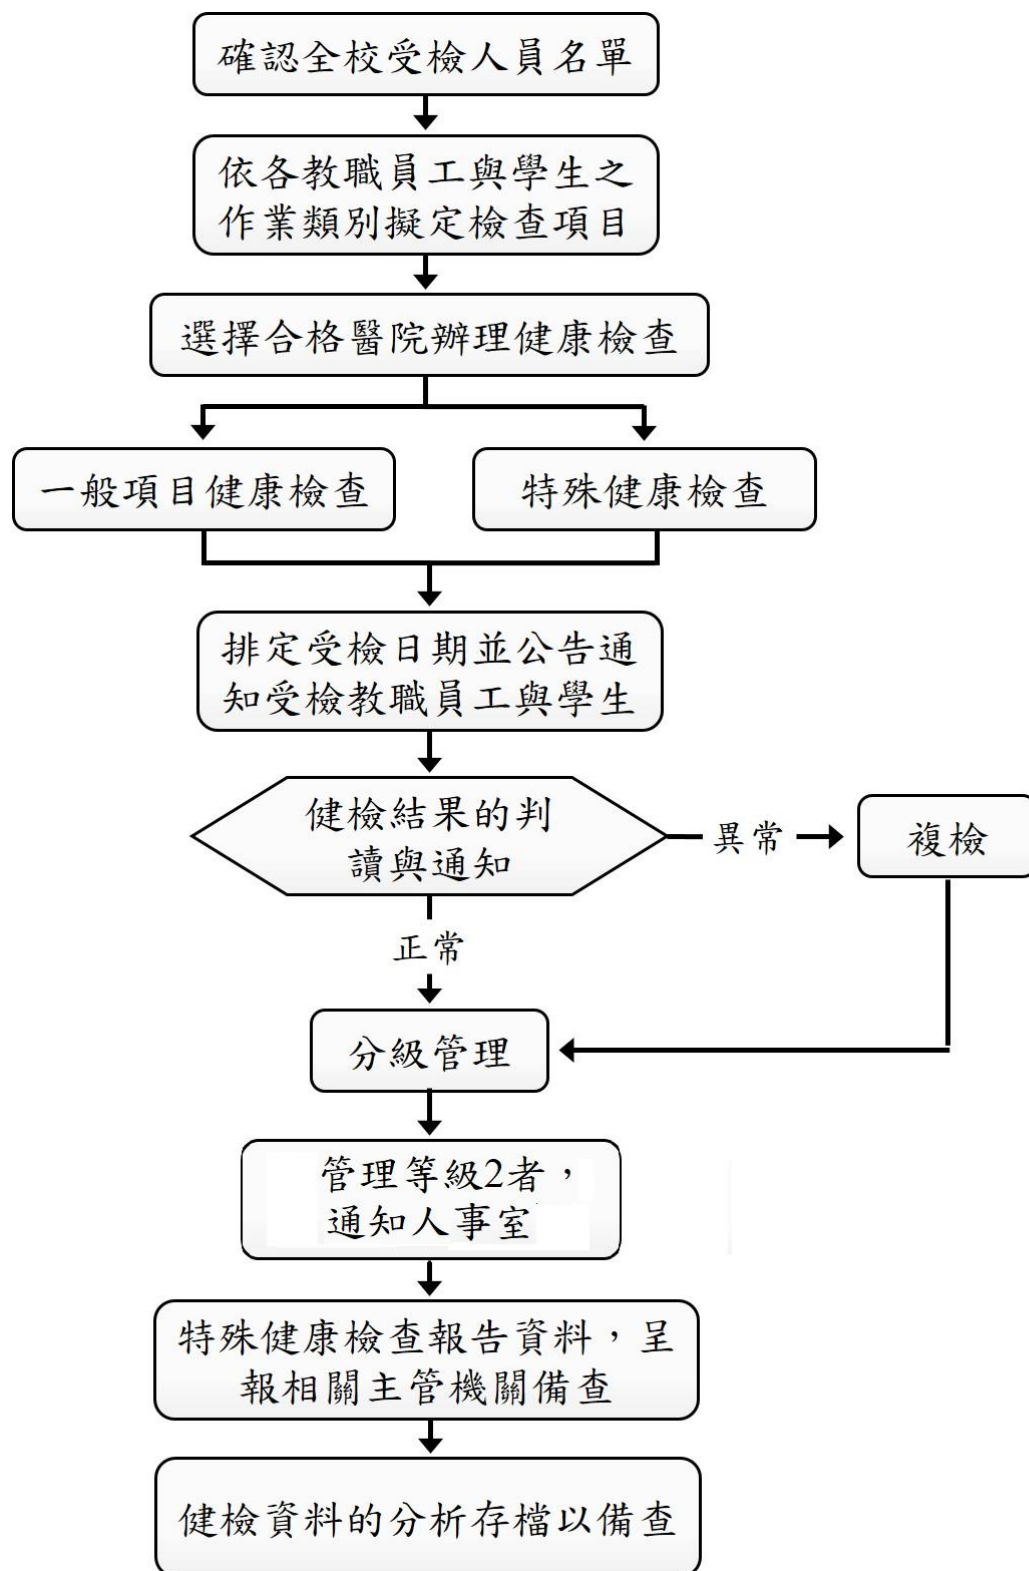 確認全校受檢人員名單
依各教職員工與學生之
作業類別擬定檢查項目
選擇合格醫院辦理健康檢查
一般項目健康檢查
特殊健康檢查
排定受檢日期並公告通
知受檢教職員工與學生
健檢結果的判
讀與通知
異常
複檢
正常
分級管理
管理等級2者，
通知人事室
特殊健康檢查報告資料，呈
報相關主管機關備查
健檢資料的分析存檔以備查